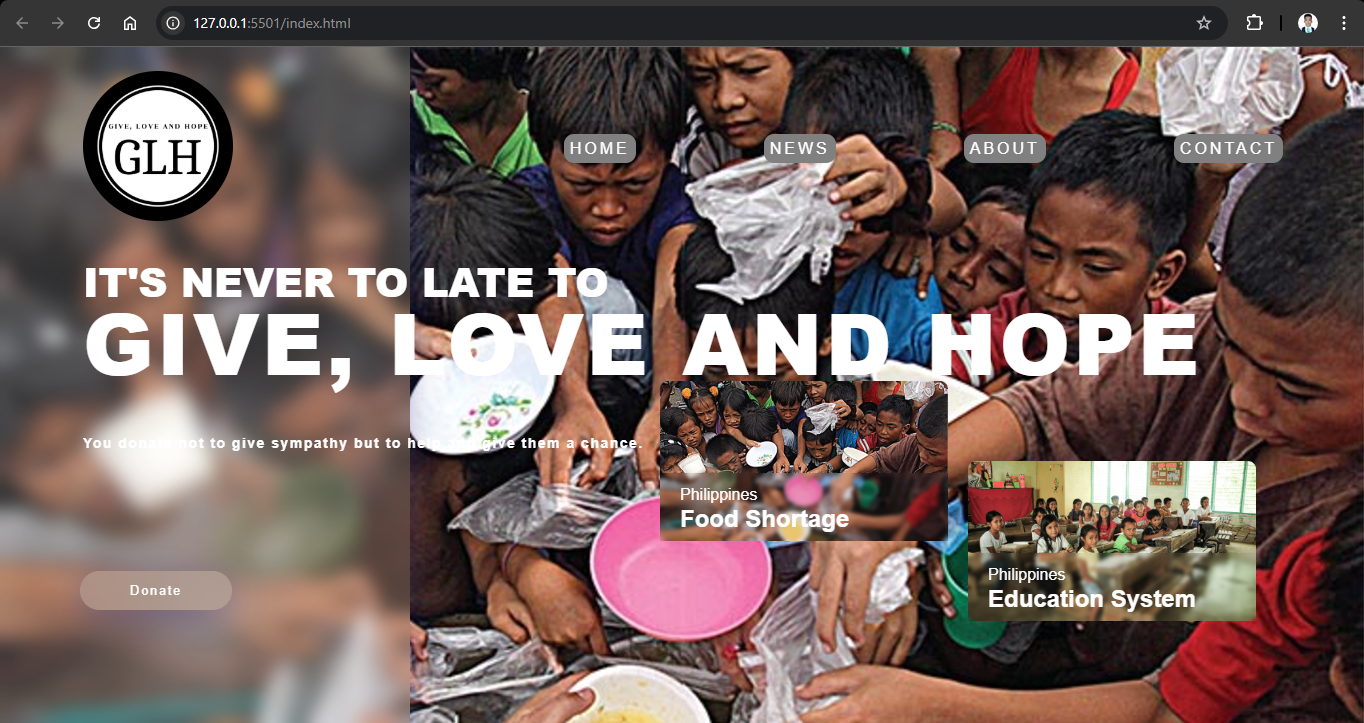 127.0.0.1:5501/index.html
GIVE, LOVE AND HOPE
GLH
HOME
NEWS
ABOUT
CONTACT
IT'S NEVER TO LATE TO
GIVE, LOVE AND HOPE
You donate not to give sympathy but to help and give them a chance.
Philippines
Food Shortage
Philippines
Education System
Donate